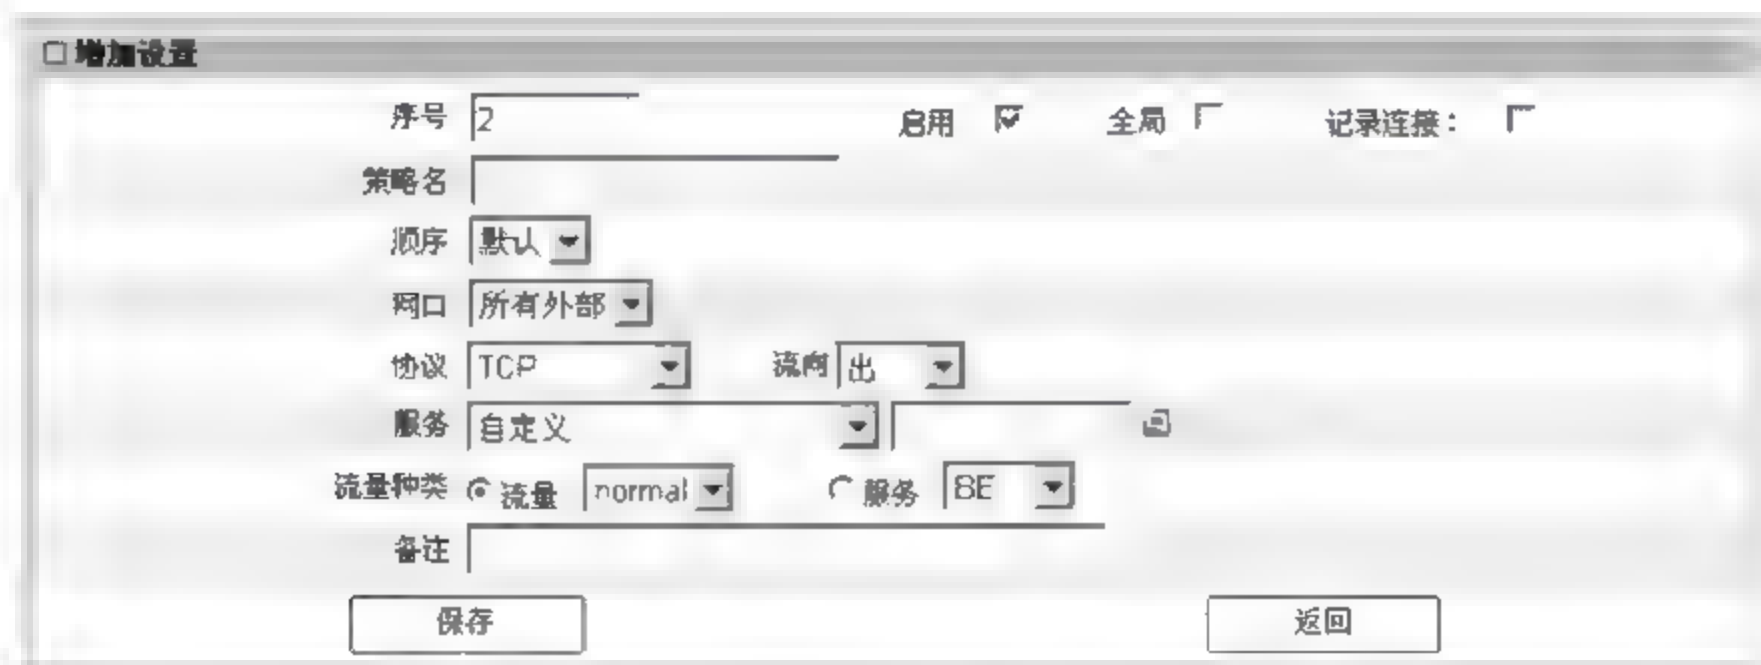 增加设置
序号 2 启用 全局 记录连接：
策略名
顺序 默认
网口 所有外部
协议 TCP 流向 出
服务 自定义
流量种类 流量 normal 服务 BE
备注
保存 返回